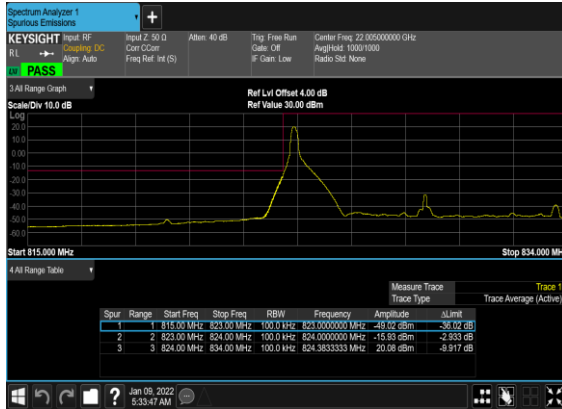 Spectrum Analyzer 1
Spurious Emissions
+
KEYSIGHT Input: RF Input Z: 50 Ω Atten: 40 dB Trig: Free Run Center Freq: 22.005000000 GHz
RL Coupling: DC Corr CCorr Gate: Off Avg|Hold: 1000/1000
Align: Auto Freq Ref: Int (S) IF Gain: Low Radio Std: None
LW PASS
3 All Range Graph
Ref Lvl Offset 4.00 dB
Scale/Div 10.0 dB Ref Value 30.00 dBm
Log
20.0
10.0
0.00
-10.0
-20.0
-30.0
-40.0
-50.0
-60.0
Start 815.000 MHz Stop 834.000 MHz
4 All Range Table
Measure Trace Trace 1
Trace Type Trace Average (Active)
Spur Range Start Freq Stop Freq RBW Frequency Amplitude ΔLimit
1 1 815.00 MHz 823.00 MHz 100.0 kHz 823.0000000 MHz -49.02 dBm -36.02 dB
2 2 823.00 MHz 824.00 MHz 100.0 kHz 824.0000000 MHz -15.93 dBm -2.933 dB
3 3 824.00 MHz 834.00 MHz 100.0 kHz 824.3833333 MHz 20.08 dBm -9.917 dB
? Jan 09, 2022
5:33:47 AM